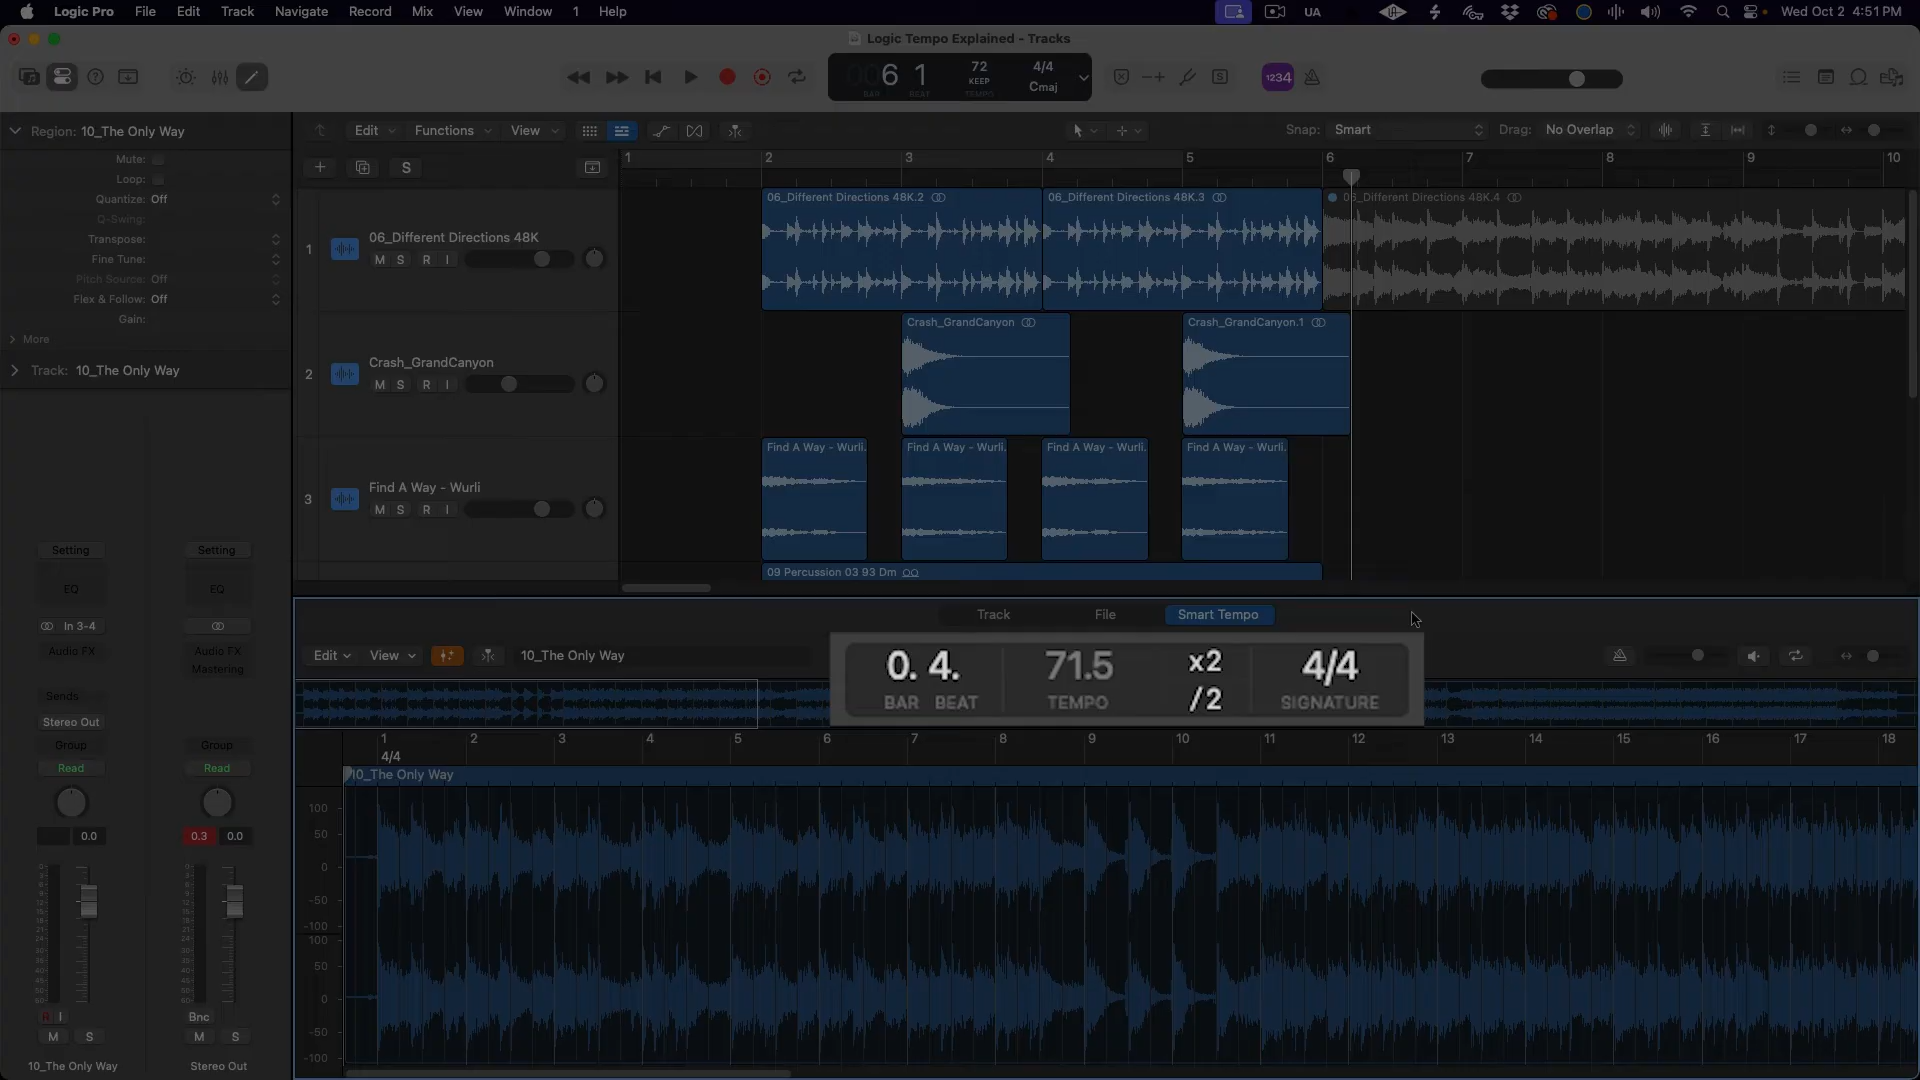 Logic Pro File Edit Track Navigate Record Mix View Window 1 Help UA Wed Oct 2 4:51 PM
Logic Tempo Explained - Tracks
6 1 72 4/4
KEEP Cmaj
BAR BEAT TEMPO
1234
Region: 10_The Only Way
Edit Functions View Snap: Smart Drag: No Overlap
Mute:
Loop:
Quantize: Off
Q-Swing:
Transpose:
Fine Tune:
Pitch Source: Off
Flex & Follow: Off
Gain:
More
Track: 10_The Only Way
S
1 2 3 4 5 6 7 8 9 10
1 06_Different Directions 48K
M S R I
06_Different Directions 48K.2
06_Different Directions 48K.3
Different Directions 48K.4
2 Crash_GrandCanyon
M S R I
Crash_GrandCanyon
Crash_GrandCanyon.1
3 Find A Way - Wurli
M S R I
Find A Way - Wurli.
Find A Way - Wurli.
Find A Way - Wurli.
Find A Way - Wurli.
09 Percussion 03 93 Dm
Setting Setting
EQ EQ
In 3-4
Audio FX Audio FX
Mastering
Sends
Stereo Out
Group Group
Read Read
0.0 0.3 0.0
R I Bnc
M S M S
10_The Only Way Stereo Out
Track File Smart Tempo
Edit View 10_The Only Way
0. 4. 71.5 x2 4/4
BAR BEAT TEMPO /2 SIGNATURE
1 2 3 4 5 6 7 8 9 10 11 12 13 14 15 16 17 18
4/4
10_The Only Way
100
50
0
-50
-100
100
50
0
-50
-100